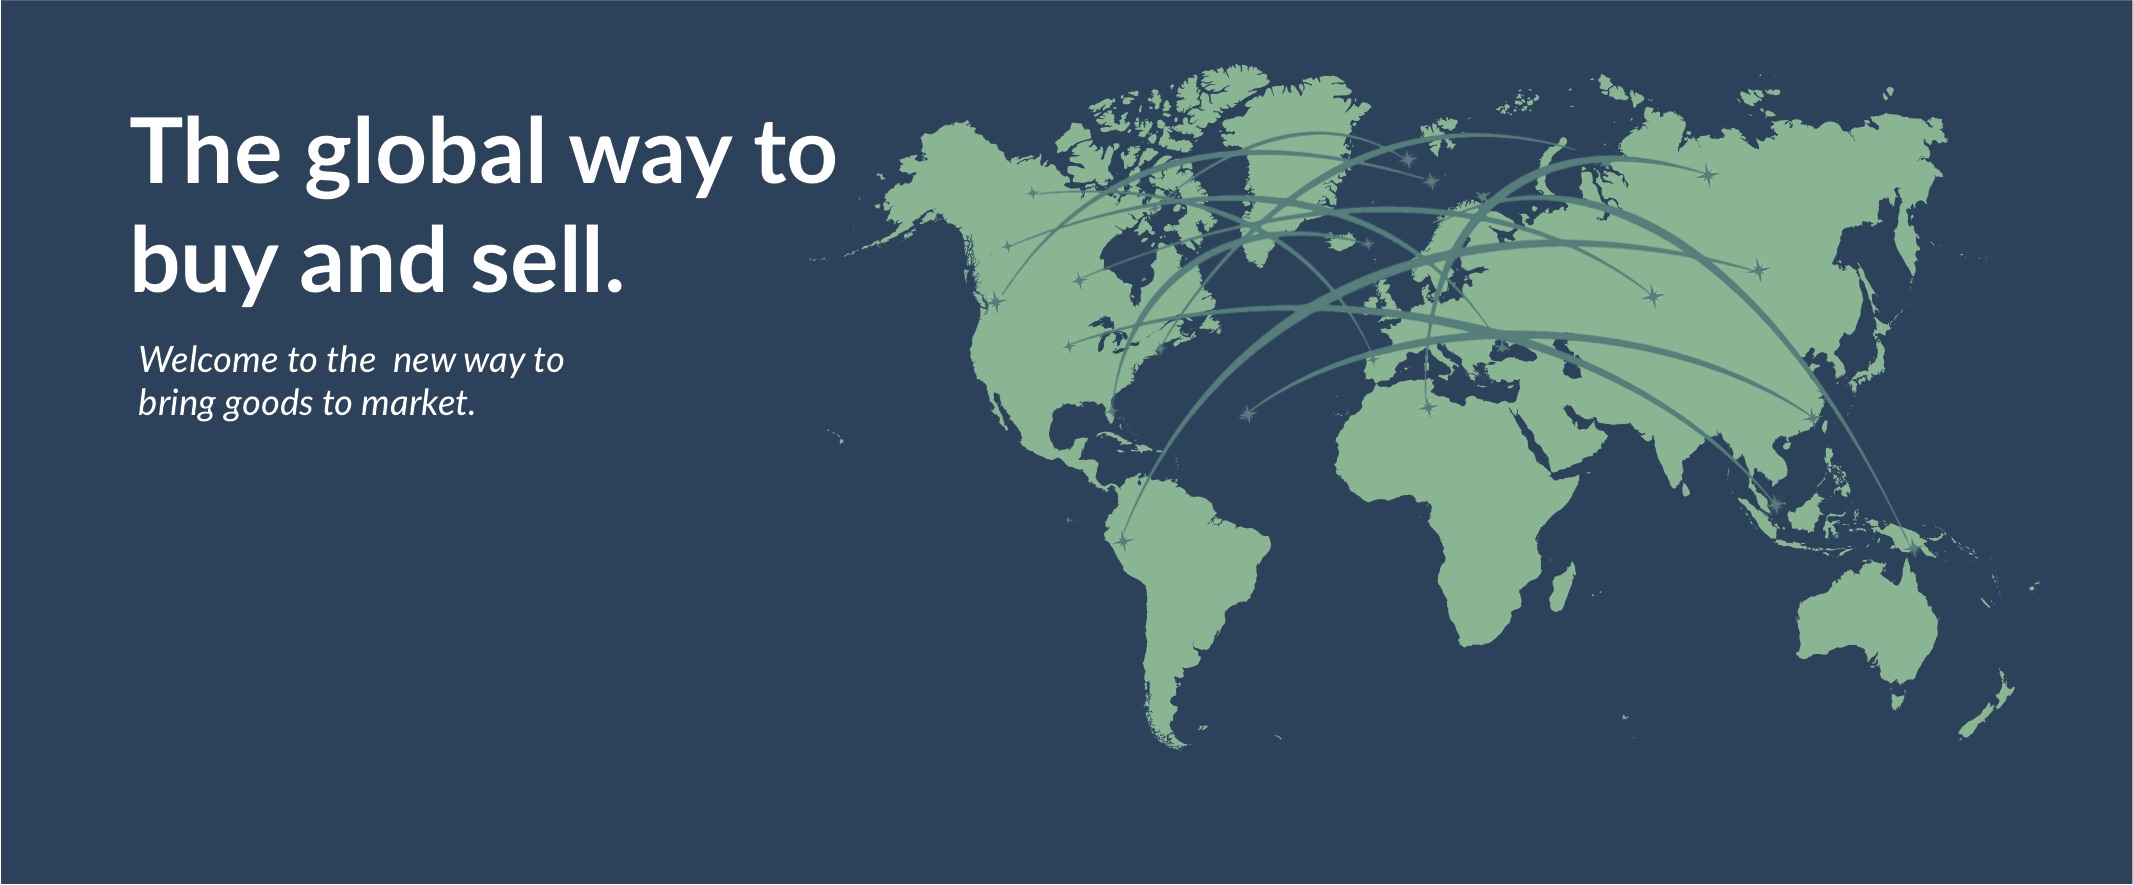 The global way to
buy and sell.
Welcome to the  new way to
bring goods to market.